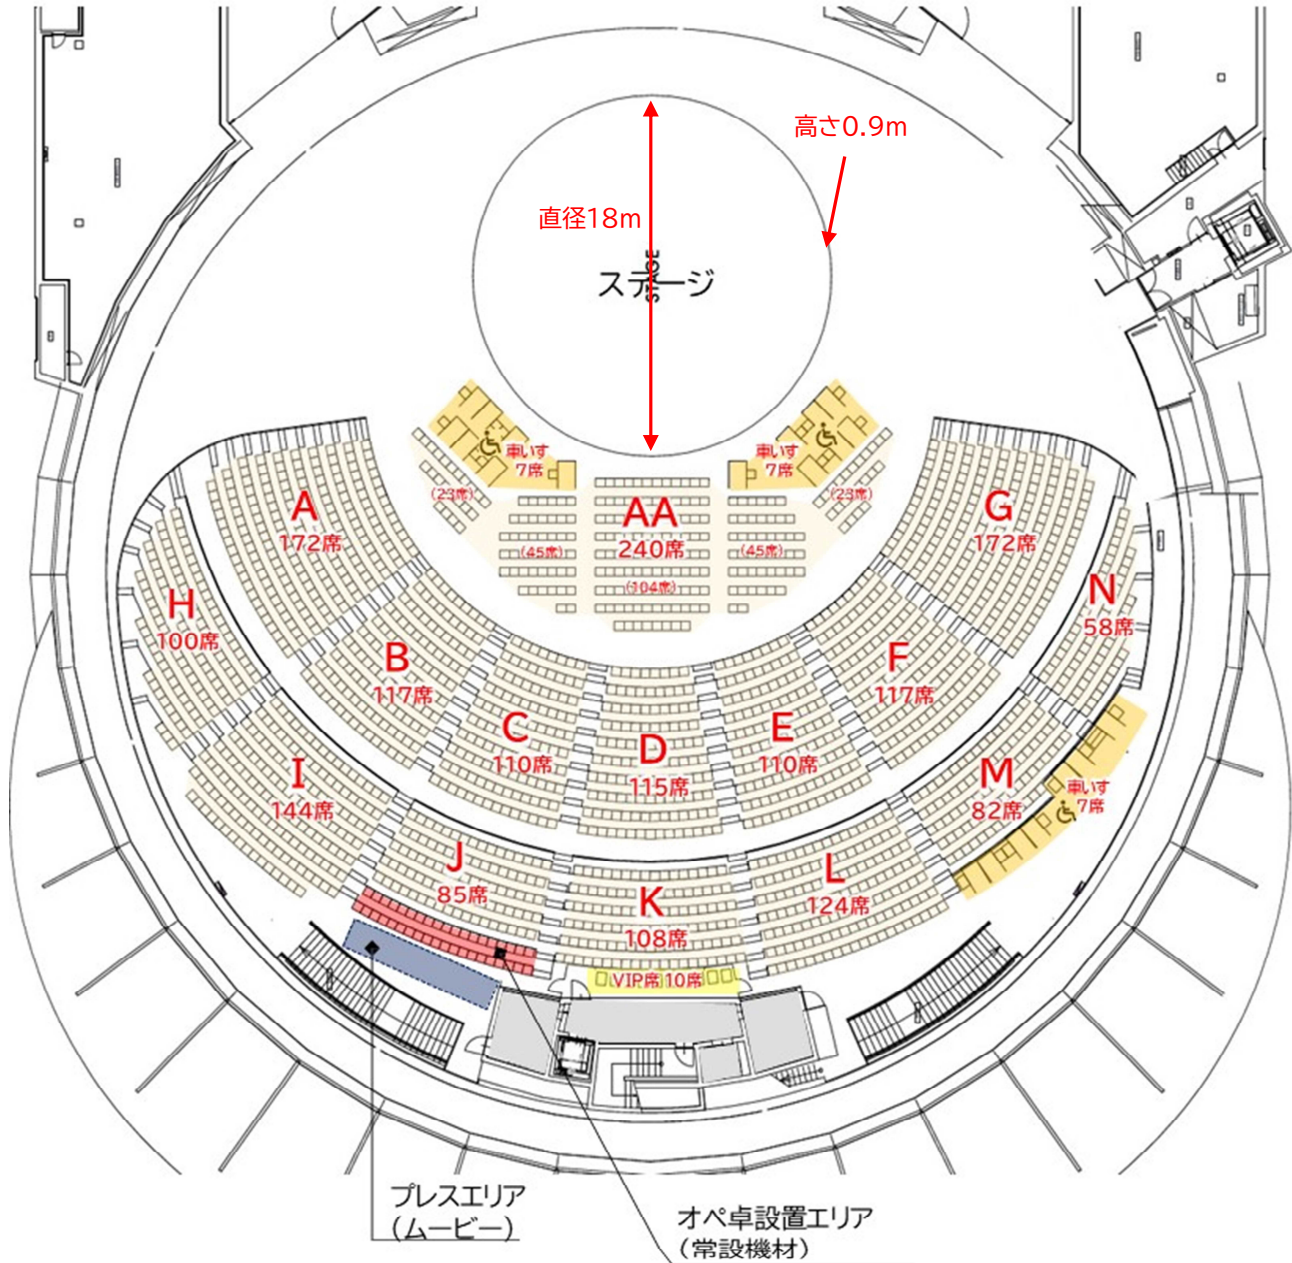 高さ0.9m
直径18m
STAGE
ステージ
車いす
7席
車いす
7席
(23席)
(23席)
AA
240席
(45席)
(45席)
(104席)
A
172席
G
172席
H
100席
N
58席
B
117席
F
117席
C
110席
D
115席
E
110席
I
144席
M
82席
車いす
7席
J
85席
K
108席
L
124席
VIP席10席
プレスエリア
(ムービー)
オペ卓設置エリア
(常設機材)